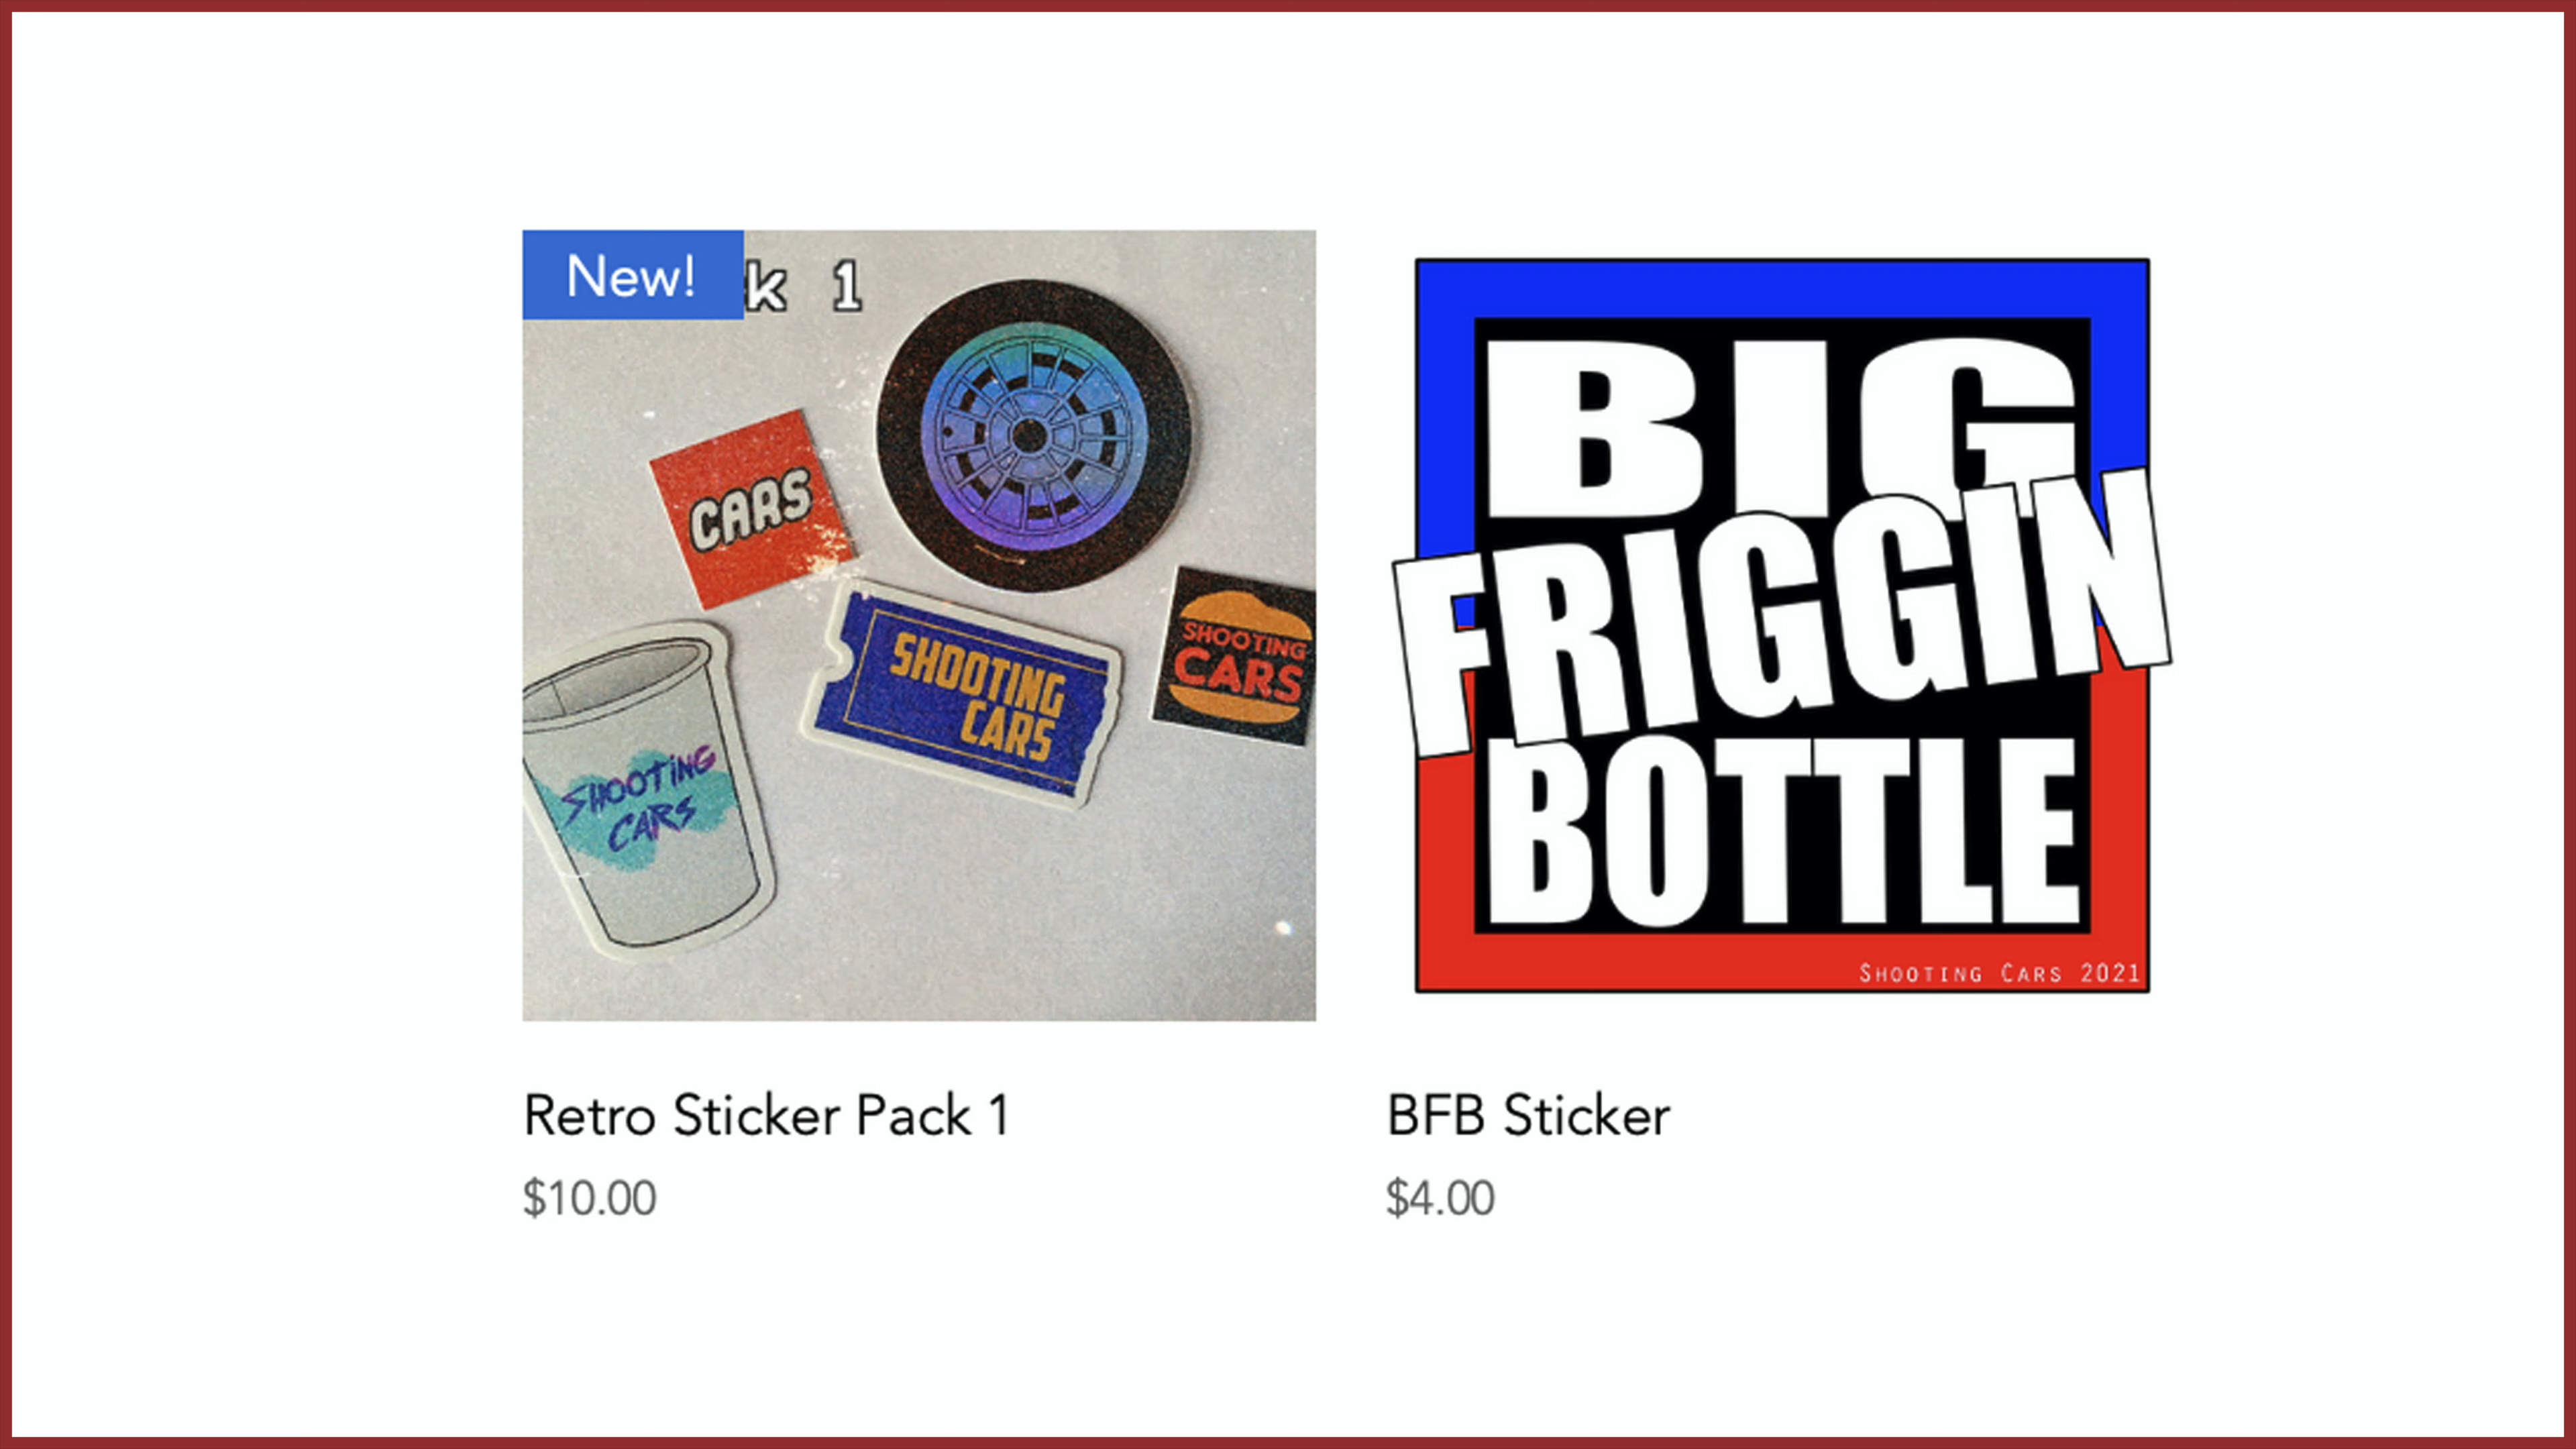 New!
k 1
CARS
SHOOTING
CARS
SHOOTING
CARS
SHOOTING
CARS
Retro Sticker Pack 1
$10.00
BIG
FRIGGIN
BOTTLE
SHOOTING CARS 2021
BFB Sticker
$4.00